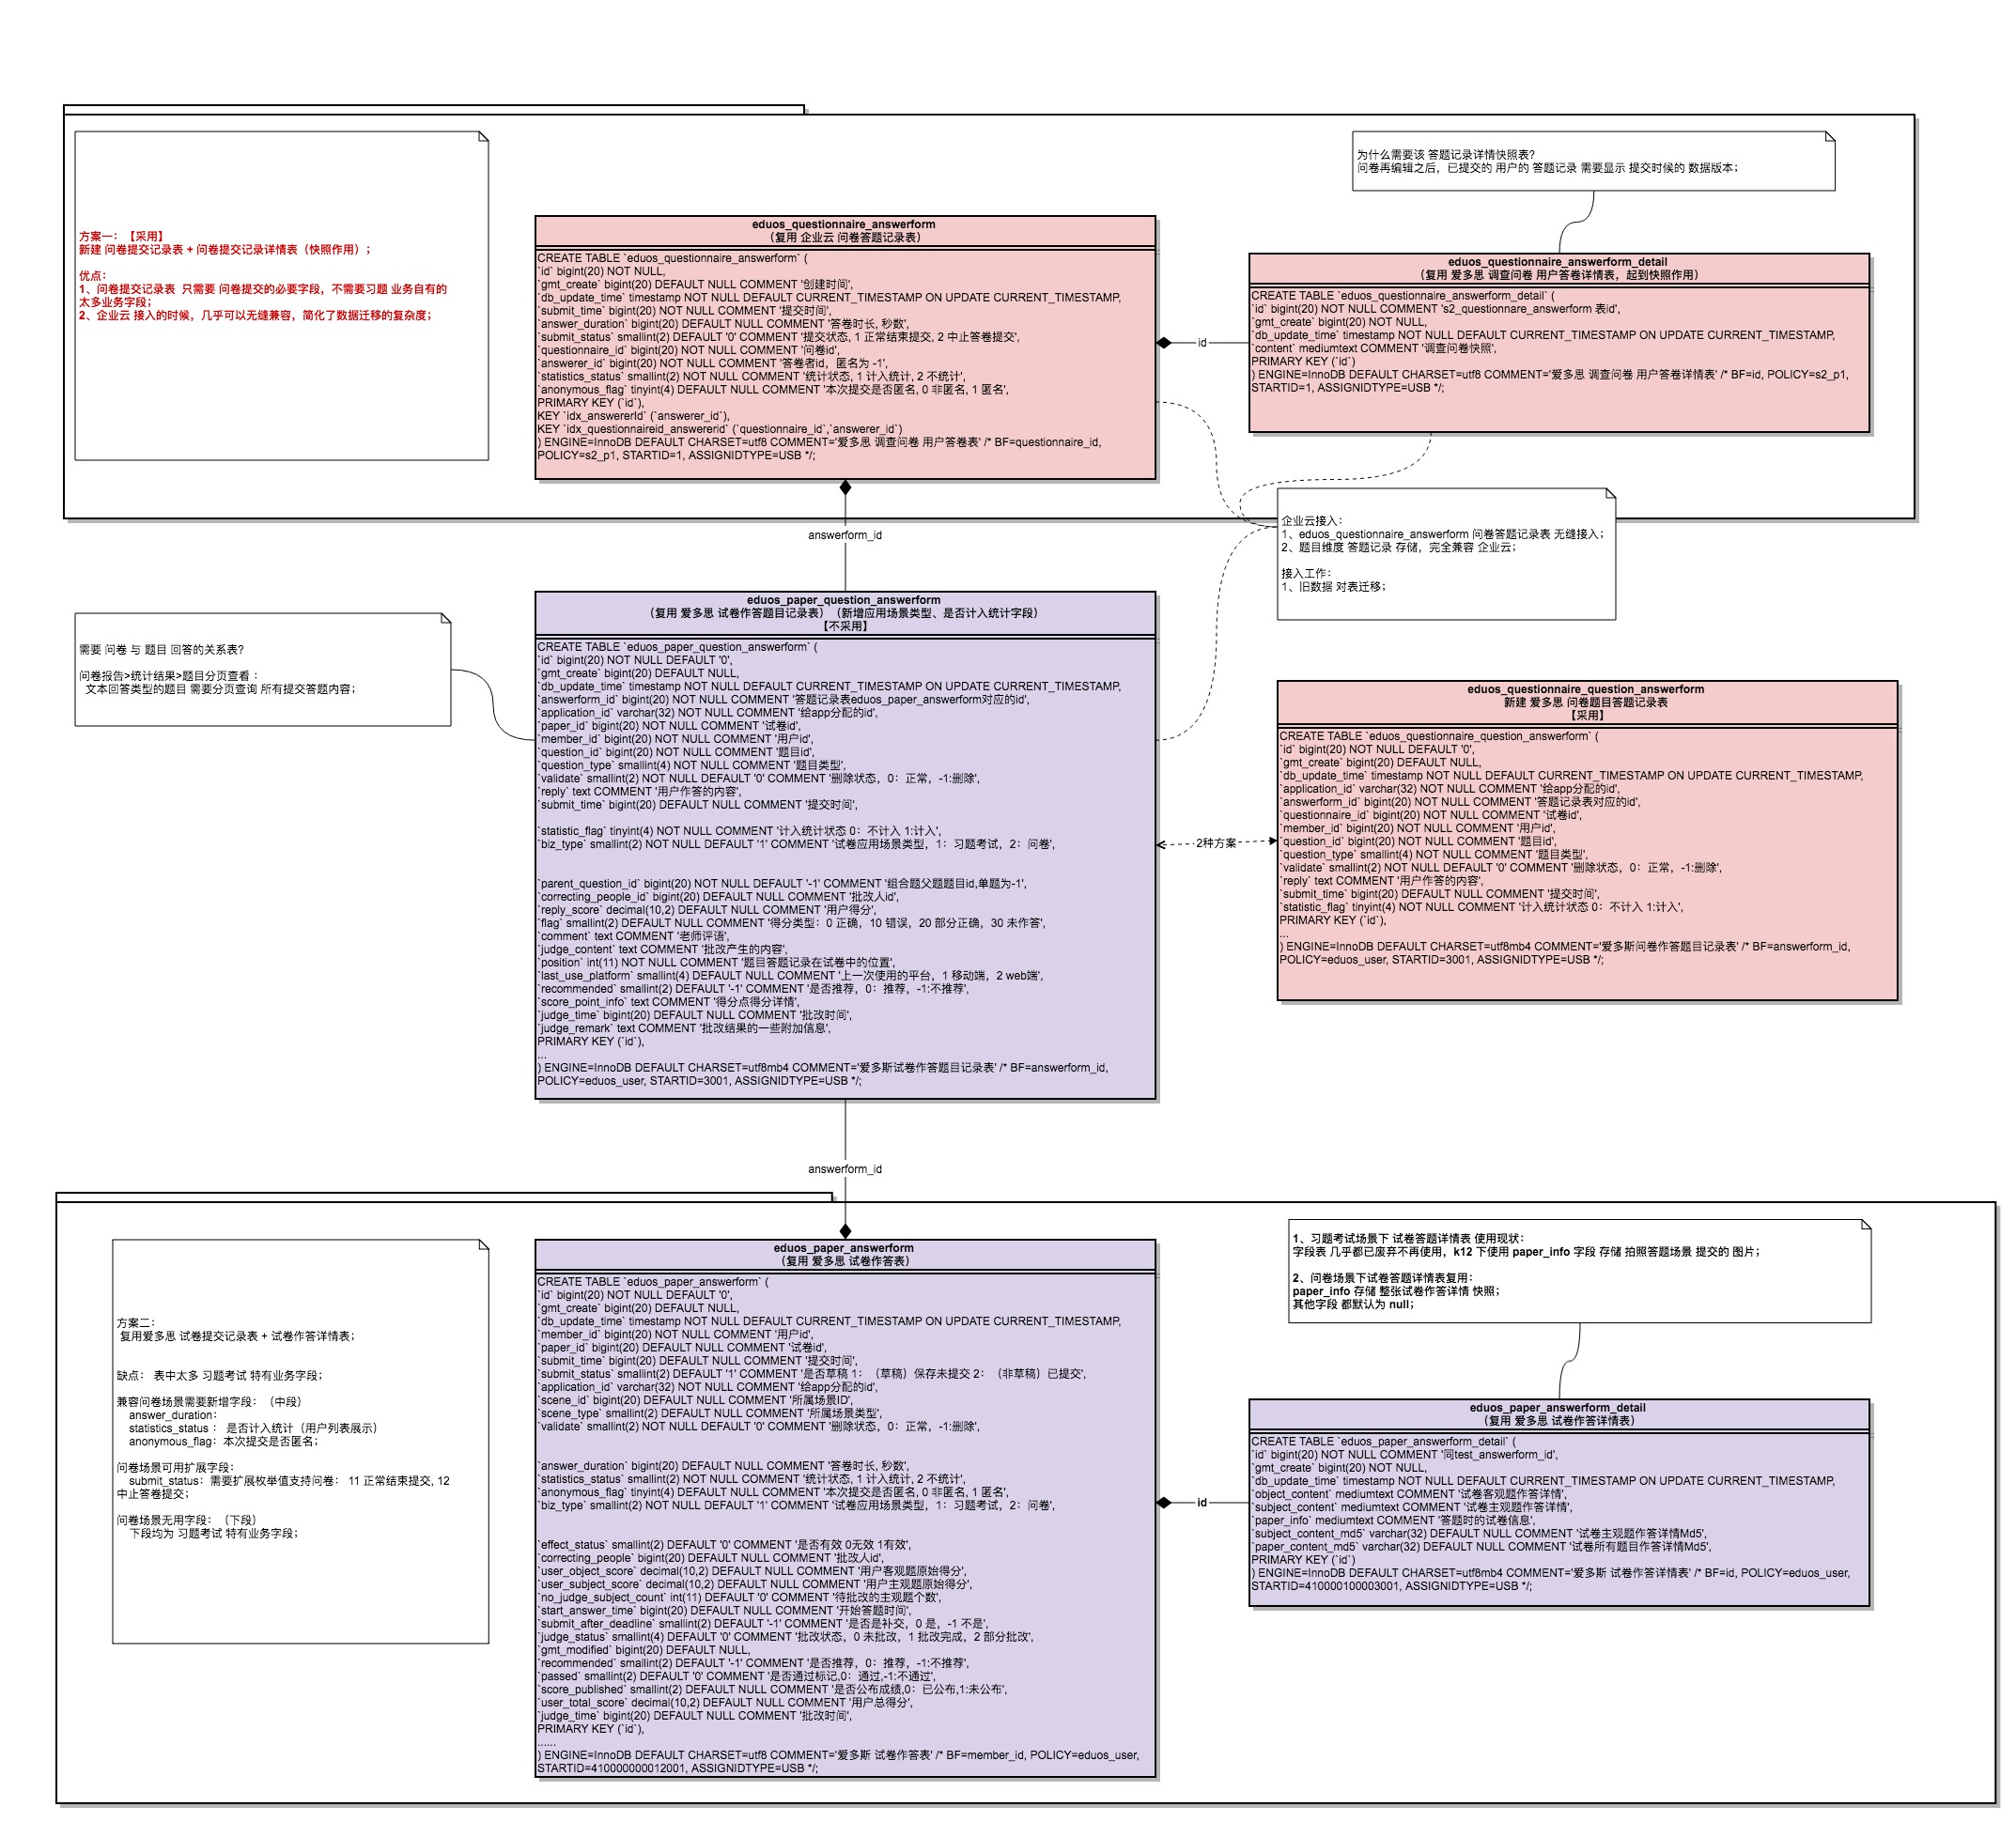 方案一：【采用】
新建 问卷提交记录表 + 问卷提交记录详情表（快照作用）；
优点：
1、问卷提交记录表  只需要 问卷提交的必要字段，不需要习题 业务自有的
太多业务字段；
2、企业云 接入的时候，几乎可以无缝兼容，简化了数据迁移的复杂度；
为什么需要该 答题记录详情快照表？
问卷再编辑之后，已提交的 用户的 答题记录 需要显示 提交时候的 数据版本；
eduos_questionnaire_answerform
（复用 企业云 问卷答题记录表）
CREATE TABLE `eduos_questionnaire_answerform` (
`id` bigint(20) NOT NULL,
`gmt_create` bigint(20) DEFAULT NULL COMMENT '创建时间',
`db_update_time` timestamp NOT NULL DEFAULT CURRENT_TIMESTAMP ON UPDATE CURRENT_TIMESTAMP,
`submit_time` bigint(20) NOT NULL COMMENT '提交时间',
`answer_duration` bigint(20) DEFAULT NULL COMMENT '答卷时长, 秒数',
`submit_status` smallint(2) DEFAULT '0' COMMENT '提交状态, 1 正常结束提交, 2 中止答卷提交',
`questionnaire_id` bigint(20) NOT NULL COMMENT '问卷id',
`answerer_id` bigint(20) NOT NULL COMMENT '答卷者id，匿名为 -1',
`statistics_status` smallint(2) NOT NULL COMMENT '统计状态, 1 计入统计, 2 不统计',
`anonymous_flag` tinyint(4) DEFAULT NULL COMMENT '本次提交是否匿名, 0 非匿名, 1 匿名',
PRIMARY KEY (`id`),
KEY `idx_answererId` (`answerer_id`),
KEY `idx_questionnaireid_answererid` (`questionnaire_id`,`answerer_id`)
) ENGINE=InnoDB DEFAULT CHARSET=utf8 COMMENT='爱多思 调查问卷 用户答卷表' /* BF=questionnaire_id,
POLICY=s2_p1, STARTID=1, ASSIGNIDTYPE=USB */;
id
eduos_questionnaire_answerform_detail
（复用 爱多思 调查问卷 用户答卷详情表，起到快照作用）
CREATE TABLE `eduos_questionnaire_answerform_detail` (
`id` bigint(20) NOT NULL COMMENT 's2_questionnare_answerform 表id',
`gmt_create` bigint(20) NOT NULL,
`db_update_time` timestamp NOT NULL DEFAULT CURRENT_TIMESTAMP ON UPDATE CURRENT_TIMESTAMP,
`content` mediumtext COMMENT '调查问卷快照',
PRIMARY KEY (`id`)
) ENGINE=InnoDB DEFAULT CHARSET=utf8 COMMENT='爱多思 调查问卷 用户答卷详情表' /* BF=id, POLICY=s2_p1,
STARTID=1, ASSIGNIDTYPE=USB */;
企业云接入：
1、eduos_questionnaire_answerform 问卷答题记录表 无缝接入；
2、题目维度 答题记录 存储，完全兼容 企业云；
接入工作：
1、旧数据 对表迁移；
answerform_id
需要 问卷 与 题目 回答的关系表?
问卷报告>统计结果>题目分页查看：
文本回答类型的题目 需要分页查询 所有提交答题内容；
eduos_paper_question_answerform
（复用 爱多思 试卷作答题目记录表）（新增应用场景类型、是否计入统计字段）
【不采用】
CREATE TABLE `eduos_paper_question_answerform` (
`id` bigint(20) NOT NULL DEFAULT '0',
`gmt_create` bigint(20) DEFAULT NULL,
`db_update_time` timestamp NOT NULL DEFAULT CURRENT_TIMESTAMP ON UPDATE CURRENT_TIMESTAMP,
`answerform_id` bigint(20) NOT NULL COMMENT '答题记录表eduos_paper_answerform对应的id',
`application_id` varchar(32) NOT NULL COMMENT '给app分配的id',
`paper_id` bigint(20) NOT NULL COMMENT '试卷id',
`member_id` bigint(20) NOT NULL COMMENT '用户id',
`question_id` bigint(20) NOT NULL COMMENT '题目id',
`question_type` smallint(4) NOT NULL COMMENT '题目类型',
`validate` smallint(2) NOT NULL DEFAULT '0' COMMENT '删除状态，0：正常，-1:删除',
`reply` text COMMENT '用户作答的内容',
`submit_time` bigint(20) DEFAULT NULL COMMENT '提交时间',
`statistic_flag` tinyint(4) NOT NULL COMMENT '计入统计状态 0：不计入 1:计入',
`biz_type` smallint(2) NOT NULL DEFAULT '1' COMMENT '试卷应用场景类型，1：习题考试，2：问卷',
`parent_question_id` bigint(20) NOT NULL DEFAULT '-1' COMMENT '组合题父题题目id,单题为-1',
`correcting_people_id` bigint(20) DEFAULT NULL COMMENT '批改人id',
`reply_score` decimal(10,2) DEFAULT NULL COMMENT '用户得分',
`flag` smallint(2) DEFAULT NULL COMMENT '得分类型：0 正确，10 错误，20 部分正确，30 未作答',
`comment` text COMMENT '老师评语',
`judge_content` text COMMENT '批改产生的内容',
`position` int(11) NOT NULL COMMENT '题目答题记录在试卷中的位置',
`last_use_platform` smallint(4) DEFAULT NULL COMMENT '上一次使用的平台，1 移动端，2 web端',
`recommended` smallint(2) DEFAULT '-1' COMMENT '是否推荐，0：推荐，-1:不推荐',
`score_point_info` text COMMENT '得分点得分详情',
`judge_time` bigint(20) DEFAULT NULL COMMENT '批改时间',
`judge_remark` text COMMENT '批改结果的一些附加信息',
PRIMARY KEY (`id`),
...
) ENGINE=InnoDB DEFAULT CHARSET=utf8mb4 COMMENT='爱多斯试卷作答题目记录表' /* BF=answerform_id,
POLICY=eduos_user, STARTID=3001, ASSIGNIDTYPE=USB */;
2种方案
eduos_questionnaire_question_answerform
新建 爱多思 问卷题目答题记录表
【采用】
CREATE TABLE `eduos_questionnaire_question_answerform` (
`id` bigint(20) NOT NULL DEFAULT '0',
`gmt_create` bigint(20) DEFAULT NULL,
`db_update_time` timestamp NOT NULL DEFAULT CURRENT_TIMESTAMP ON UPDATE CURRENT_TIMESTAMP,
`application_id` varchar(32) NOT NULL COMMENT '给app分配的id',
`answerform_id` bigint(20) NOT NULL COMMENT '答题记录表对应的id',
`questionnaire_id` bigint(20) NOT NULL COMMENT '试卷id',
`member_id` bigint(20) NOT NULL COMMENT '用户id',
`question_id` bigint(20) NOT NULL COMMENT '题目id',
`question_type` smallint(4) NOT NULL COMMENT '题目类型',
`validate` smallint(2) NOT NULL DEFAULT '0' COMMENT '删除状态，0：正常，-1:删除',
`reply` text COMMENT '用户作答的内容',
`submit_time` bigint(20) DEFAULT NULL COMMENT '提交时间',
`statistic_flag` tinyint(4) NOT NULL COMMENT '计入统计状态 0：不计入 1:计入',
PRIMARY KEY (`id`),
...
) ENGINE=InnoDB DEFAULT CHARSET=utf8mb4 COMMENT='爱多斯问卷作答题目记录表' /* BF=answerform_id,
POLICY=eduos_user, STARTID=3001, ASSIGNIDTYPE=USB */;
answerform_id
方案二：
复用爱多思 试卷提交记录表 + 试卷作答详情表；
缺点： 表中太多 习题考试 特有业务字段；
兼容问卷场景需要新增字段：（中段）
answer_duration：
statistics_status： 是否计入统计（用户列表展示）
anonymous_flag：本次提交是否匿名；
问卷场景可用扩展字段：
submit_status：需要扩展枚举值支持问卷： 11 正常结束提交, 12
中止答卷提交；
问卷场景无用字段：（下段）
下段均为 习题考试 特有业务字段；
eduos_paper_answerform
（复用 爱多思 试卷作答表）
CREATE TABLE `eduos_paper_answerform` (
`id` bigint(20) NOT NULL DEFAULT '0',
`gmt_create` bigint(20) DEFAULT NULL,
`db_update_time` timestamp NOT NULL DEFAULT CURRENT_TIMESTAMP ON UPDATE CURRENT_TIMESTAMP,
`member_id` bigint(20) NOT NULL COMMENT '用户id',
`paper_id` bigint(20) NOT NULL COMMENT '试卷id',
`submit_time` bigint(20) NOT NULL COMMENT '提交时间',
`submit_status` smallint(2) DEFAULT '1' COMMENT '是否草稿 1：（草稿）保存未提交 2：（非草稿）已提交',
`application_id` varchar(32) NOT NULL COMMENT '给app分配的id',
`scene_id` bigint(20) DEFAULT NULL COMMENT '所属场景ID',
`scene_type` smallint(2) DEFAULT NULL COMMENT '所属场景类型',
`validate` smallint(2) NOT NULL DEFAULT '0' COMMENT '删除状态，0：正常，-1:删除',
`answer_duration` bigint(20) DEFAULT NULL COMMENT '答卷时长, 秒数',
`statistics_status` smallint(2) NOT NULL COMMENT '统计状态, 1 计入统计, 2 不统计',
`anonymous_flag` tinyint(4) DEFAULT NULL COMMENT '本次提交是否匿名, 0 非匿名, 1 匿名',
`biz_type` smallint(2) NOT NULL DEFAULT '1' COMMENT '试卷应用场景类型，1：习题考试，2：问卷',
`effect_status` smallint(2) DEFAULT '0' COMMENT '是否有效 0无效 1有效',
`correcting_people` bigint(20) DEFAULT NULL COMMENT '批改人id',
`user_object_score` decimal(10,2) DEFAULT NULL COMMENT '用户客观题原始得分',
`user_subject_score` decimal(10,2) DEFAULT NULL COMMENT '用户主观题原始得分',
`no_judge_subject_count` int(11) DEFAULT '0' COMMENT '待批改的主观题个数',
`start_answer_time` bigint(20) DEFAULT NULL COMMENT '开始答题时间',
`submit_after_deadline` smallint(2) DEFAULT '-1' COMMENT '是否是补交，0 是，-1 不是',
`judge_status` smallint(4) DEFAULT '0' COMMENT '批改状态，0 未批改，1 批改完成，2 部分批改',
`gmt_modified` bigint(20) DEFAULT NULL,
`recommended` smallint(2) DEFAULT '-1' COMMENT '是否推荐，0：推荐，-1:不推荐',
`passed` smallint(2) DEFAULT '0' COMMENT '是否通过标记,0：通过,-1:不通过',
`score_published` smallint(2) DEFAULT NULL COMMENT '是否公布成绩,0：已公布,1:未公布',
`user_total_score` decimal(10,2) DEFAULT NULL COMMENT '用户总得分',
`judge_time` bigint(20) DEFAULT NULL COMMENT '批改时间',
PRIMARY KEY (`id`),
......
) ENGINE=InnoDB DEFAULT CHARSET=utf8 COMMENT='爱多斯 试卷作答表' /* BF=member_id, POLICY=eduos_user,
STARTID=410000000012001, ASSIGNIDTYPE=USB */;
1、习题考试场景下 试卷答题详情表 使用现状：
字段表 几乎都已废弃不再使用，k12 下使用 paper_info 字段 存储 拍照答题场景 提交的 图片；
2、问卷场景下试卷答题详情表复用：
paper_info 存储 整张试卷作答详情 快照；
其他字段 都默认为 null；
id
eduos_paper_answerform_detail
（复用 爱多思 试卷作答详情表）
CREATE TABLE `eduos_paper_answerform_detail` (
`id` bigint(20) NOT NULL COMMENT '同test_answerform_id',
`gmt_create` bigint(20) NOT NULL,
`db_update_time` timestamp NOT NULL DEFAULT CURRENT_TIMESTAMP ON UPDATE CURRENT_TIMESTAMP,
`object_content` mediumtext COMMENT '试卷客观题作答详情',
`subject_content` mediumtext COMMENT '试卷主观题作答详情',
`paper_info` mediumtext COMMENT '答题时的试卷信息',
`subject_content_md5` varchar(32) DEFAULT NULL COMMENT '试卷主观题作答详情Md5',
`paper_content_md5` varchar(32) DEFAULT NULL COMMENT '试卷所有题目作答详情Md5',
PRIMARY KEY (`id`)
) ENGINE=InnoDB DEFAULT CHARSET=utf8mb4 COMMENT='爱多斯 试卷作答详情表' /* BF=id, POLICY=eduos_user,
STARTID=410000100003001, ASSIGNIDTYPE=USB */;